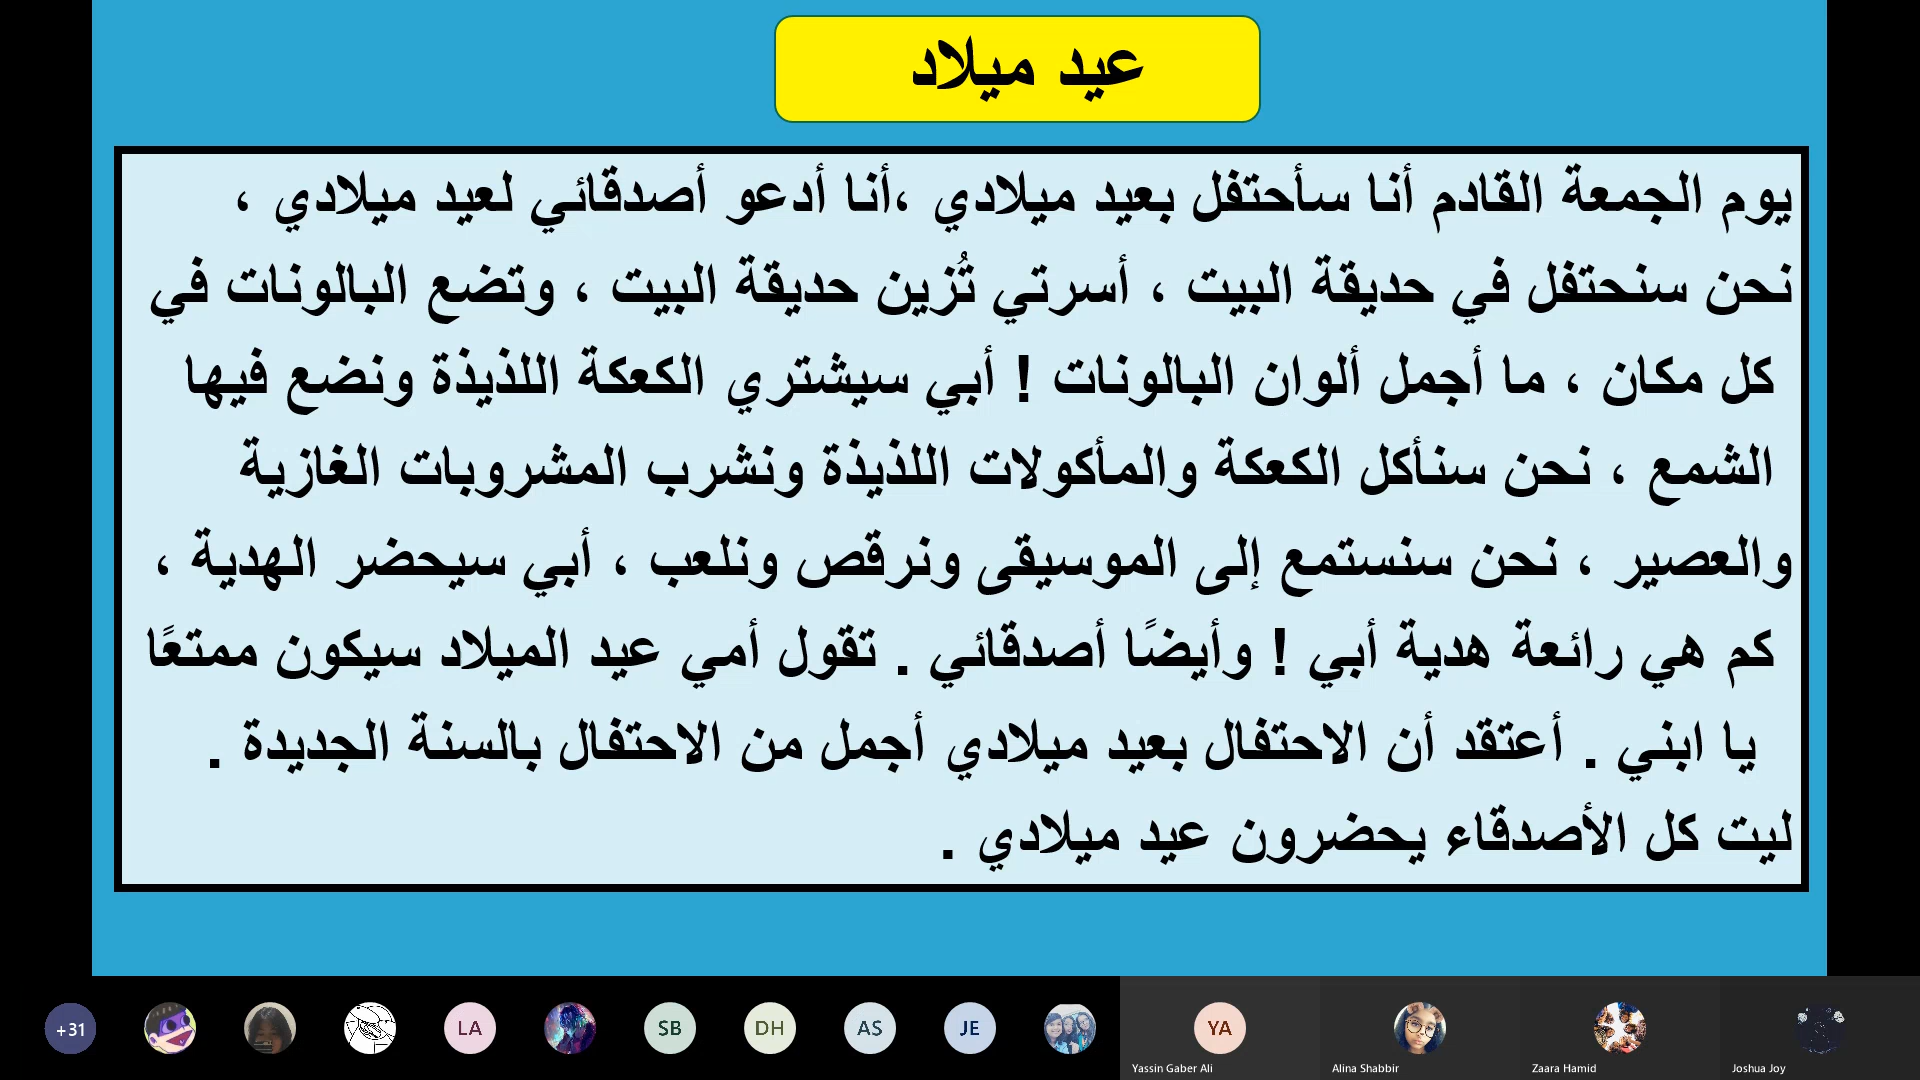 عيد ميلاد
يوم الجمعة القادم أنا سأحتفل بعيد ميلادي ،أنا أدعو أصدقائي لعيد ميلادي ،
نحن سنحتفل في حديقة البيت ، أسرتي تُزين حديقة البيت ، وتضع البالونات في
كل مكان ، ما أجمل ألوان البالونات ! أبي سيشتري الكعكة اللذيذة ونضع فيها
الشمع ، نحن سنأكل الكعكة والمأكولات اللذيذة ونشرب المشروبات الغازية
والعصير ، نحن سنستمع إلى الموسيقى ونرقص ونلعب ، أبي سيحضر الهدية ،
كم هي رائعة هدية أبي ! وأيضًا أصدقائي . تقول أمي عيد الميلاد سيكون ممتعًا
يا ابني . أعتقد أن الاحتفال بعيد ميلادي أجمل من الاحتفال بالسنة الجديدة .
ليت كل الأصدقاء يحضرون عيد ميلادي .
+31 LA SB DH AS JE YA
Yassin Gaber Ali Alina Shabbir Zaara Hamid Joshua Joy